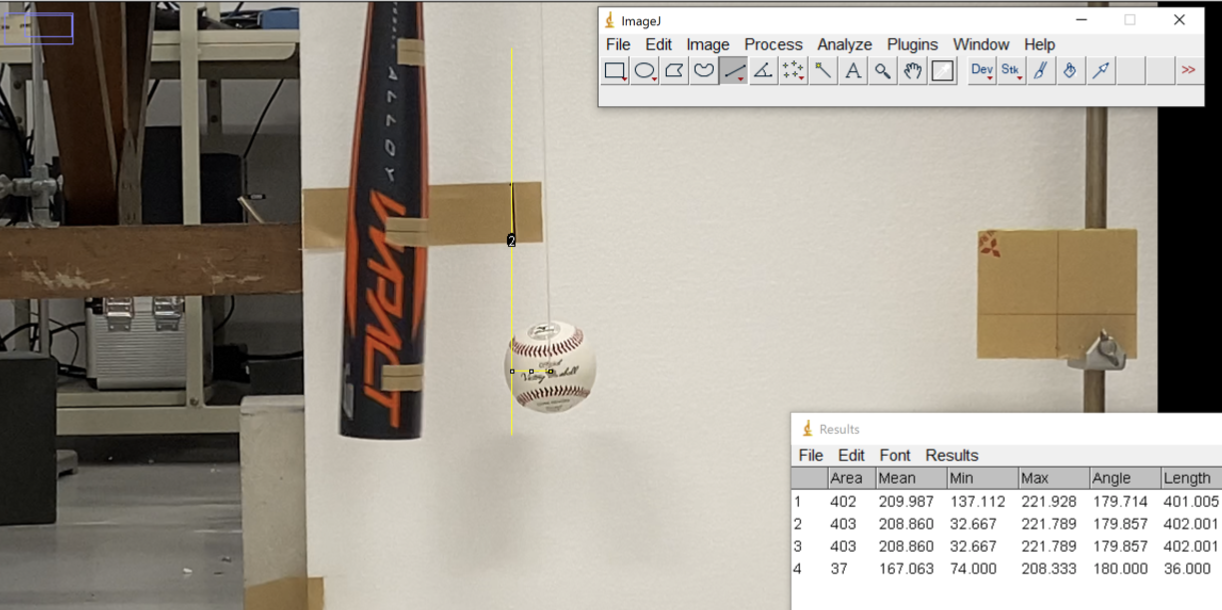 ImageJ
File Edit Image Process Analyze Plugins Window Help
Dev Stk >>
ALLOY
IMPACT
2
Results
File Edit Font Results
Area Mean Min Max Angle Length
1 402 209.987 137.112 221.928 179.714 401.005
2 403 208.860 32.667 221.789 179.857 402.001
3 403 208.860 32.667 221.789 179.857 402.001
4 37 167.063 74.000 208.333 180.000 36.000